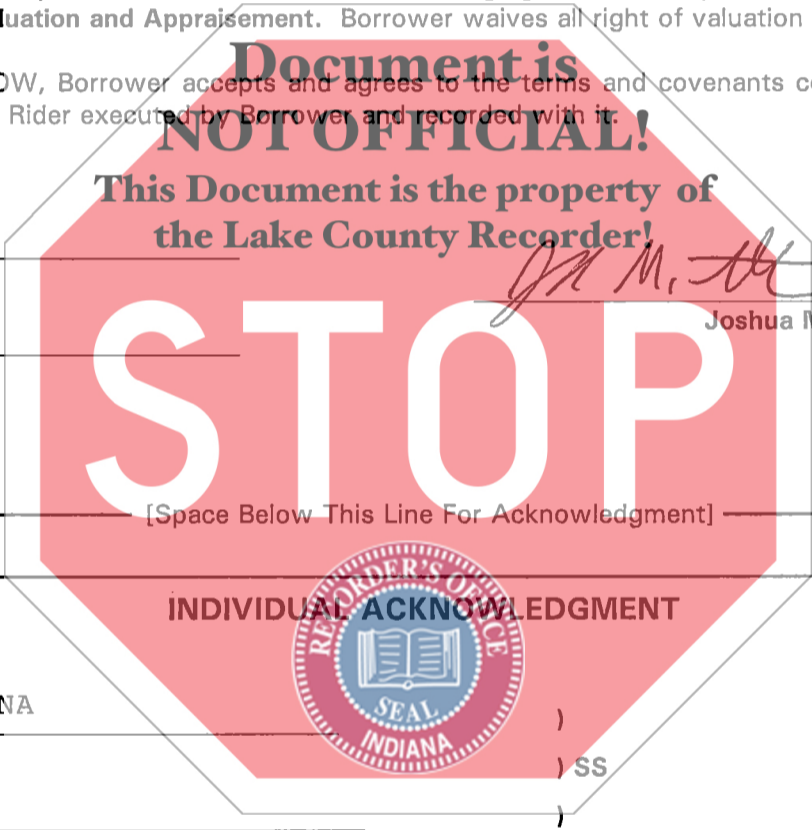 luation and Appraisement. Borrower waives all right of valuation
Document is
OW, Borrower accepts and agrees to the terms and covenants c
Rider executed by Borrower and recorded with it.
NOT OFFICIAL!
This Document is the property of
the Lake County Recorder!
Joshua M
STOP
[Space Below This Line For Acknowledgment]
INDIVIDUAL ACKNOWLEDGMENT
RECORDER'S OFFICE
SEAL
INDIANA
NA
)
) SS
)